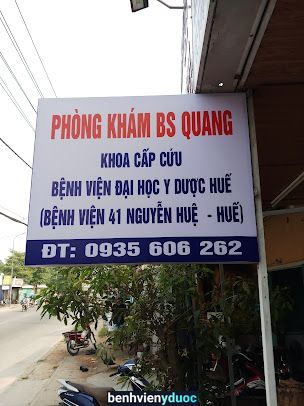 PHÒNG KHÁM BS QUANG
KHOA CẤP CỨU
BỆNH VIỆN ĐẠI HỌC Y DƯỢC HUẾ
(BỆNH VIỆN 41 NGUYỄN HUỆ - HUẾ)
ĐT: 0935 606 262
benhvienyduoc